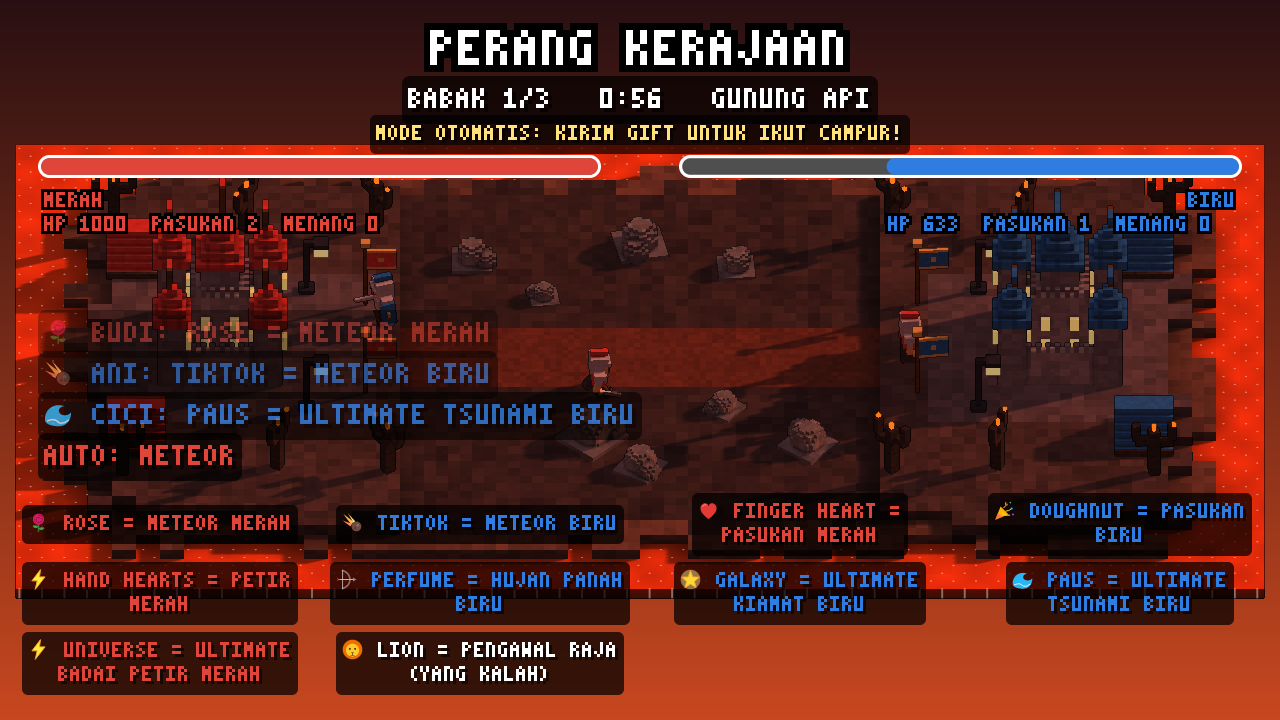 PERANG KERAJAAN
BABAK 1/3 0:56 GUNUNG API
MODE OTOMATIS: KIRIM GIFT UNTUK IKUT CAMPUR!
MERAH
HP 1000 PASUKAN 2 MENANG 0
BIRU
HP 633 PASUKAN 1 MENANG 0
BUDI: ROSE = METEOR MERAH
ANI: TIKTOK = METEOR BIRU
CICI: PAUS = ULTIMATE TSUNAMI BIRU
AUTO: METEOR
ROSE = METEOR MERAH
TIKTOK = METEOR BIRU
FINGER HEART =
PASUKAN MERAH
DOUGHNUT = PASUKAN
BIRU
HAND HEARTS = PETIR
MERAH
PERFUME = HUJAN PANAH
BIRU
GALAXY = ULTIMATE
KIAMAT BIRU
PAUS = ULTIMATE
TSUNAMI BIRU
UNIVERSE = ULTIMATE
BADAI PETIR MERAH
LION = PENGAWAL RAJA
(YANG KALAH)